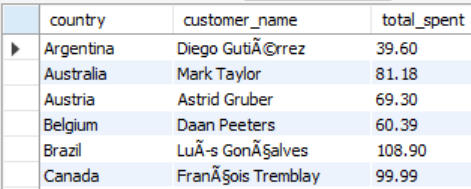 country customer_name total_spent
Argentina Diego GutiÃ©rrez 39.60
Australia Mark Taylor 81.18
Austria Astrid Gruber 69.30
Belgium Daan Peeters 60.39
Brazil LuÃ-s GonÃ§alves 108.90
Canada FranÃ§ois Tremblay 99.99